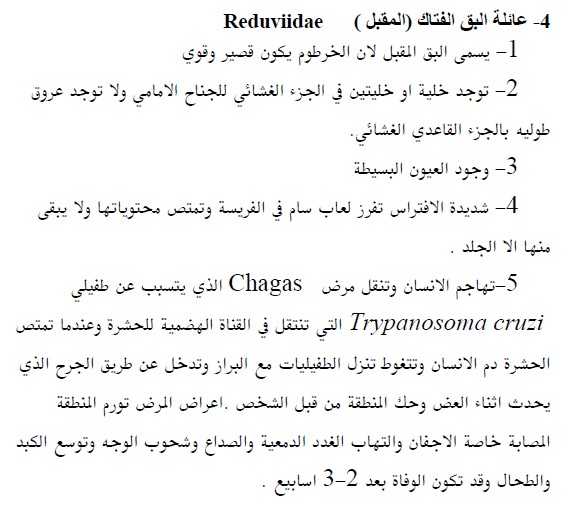 4- عائلة البق الفتاك (المقبل ) Reduviidae
1- يسمى البق المقبل لان الخرطوم يكون قصير وقوي
2- توجد خلية او خليتين في الجزء الغشائي للجناح الامامي ولا توجد عروق
طوليه بالجزء القاعدي الغشائي.
3- وجود العيون البسيطة
4- شديدة الافتراس تفرز لعاب سام في الفريسة وتمتص محتوياتها ولا يبقى
منها الا الجلد .
5-تهاجم الانسان وتنقل مرض Chagas الذي يتسبب عن طفيلي
Trypanosoma cruzi التي تنتقل في القناة الهضمية للحشرة وعندما تمتص
الحشرة دم الانسان وتتغوط تنزل الطفيليات مع البراز وتدخل عن طريق الجرح الذي
يحدث اثناء العض وحك المنطقة من قبل الشخص .اعراض المرض تورم المنطقة
المصابة خاصة الاجفان والتهاب الغدد الدمعية والصداع وشحوب الوجه وتوسع الكبد
والطحال وقد تكون الوفاة بعد 2-3 اسابيع .